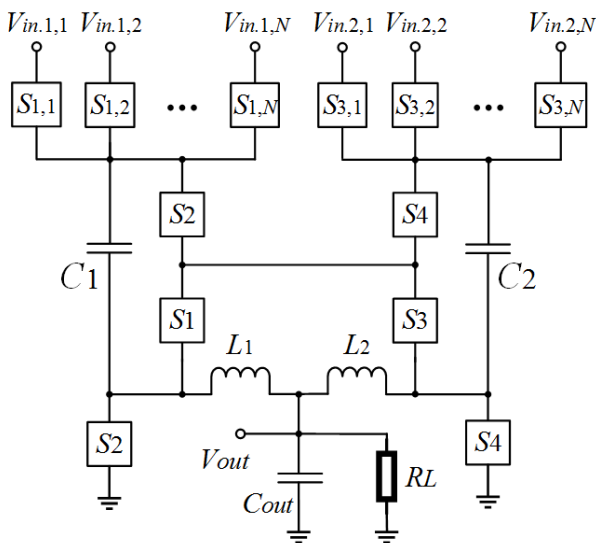 Vin.1,1 Vin.1,2 Vin.1,N Vin.2,1 Vin.2,2 Vin.2,N
S1,1 S1,2 ••• S1,N S3,1 S3,2 ••• S3,N
S2 S4
C1 C2
S1 S3
L1 L2
S2 S4
Vout
Cout RL